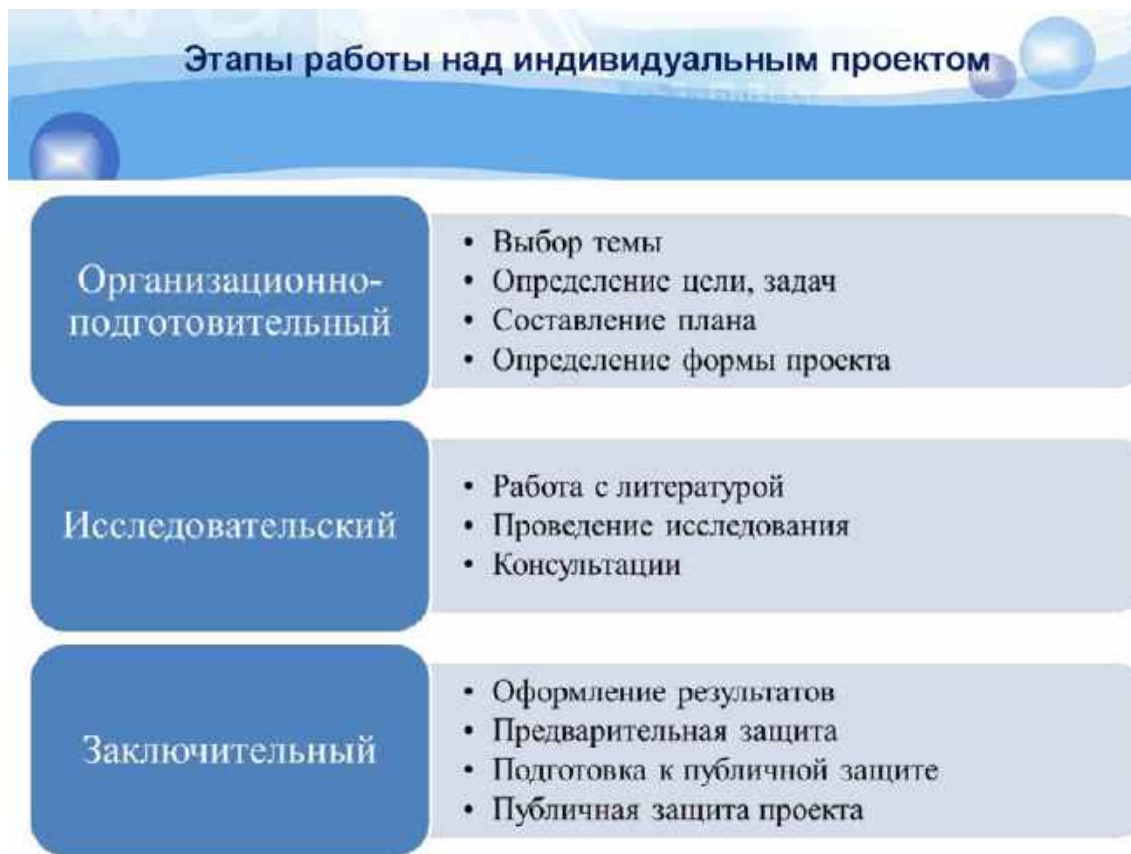 Этапы работы над индивидуальным проектом
Организационно-
подготовительный
• Выбор темы
• Определение цели, задач
• Составление плана
• Определение формы проекта
Исследовательский
• Работа с литературой
• Проведение исследования
• Консультации
Заключительный
• Оформление результатов
• Предварительная защита
• Подготовка к публичной защите
• Публичная защита проекта